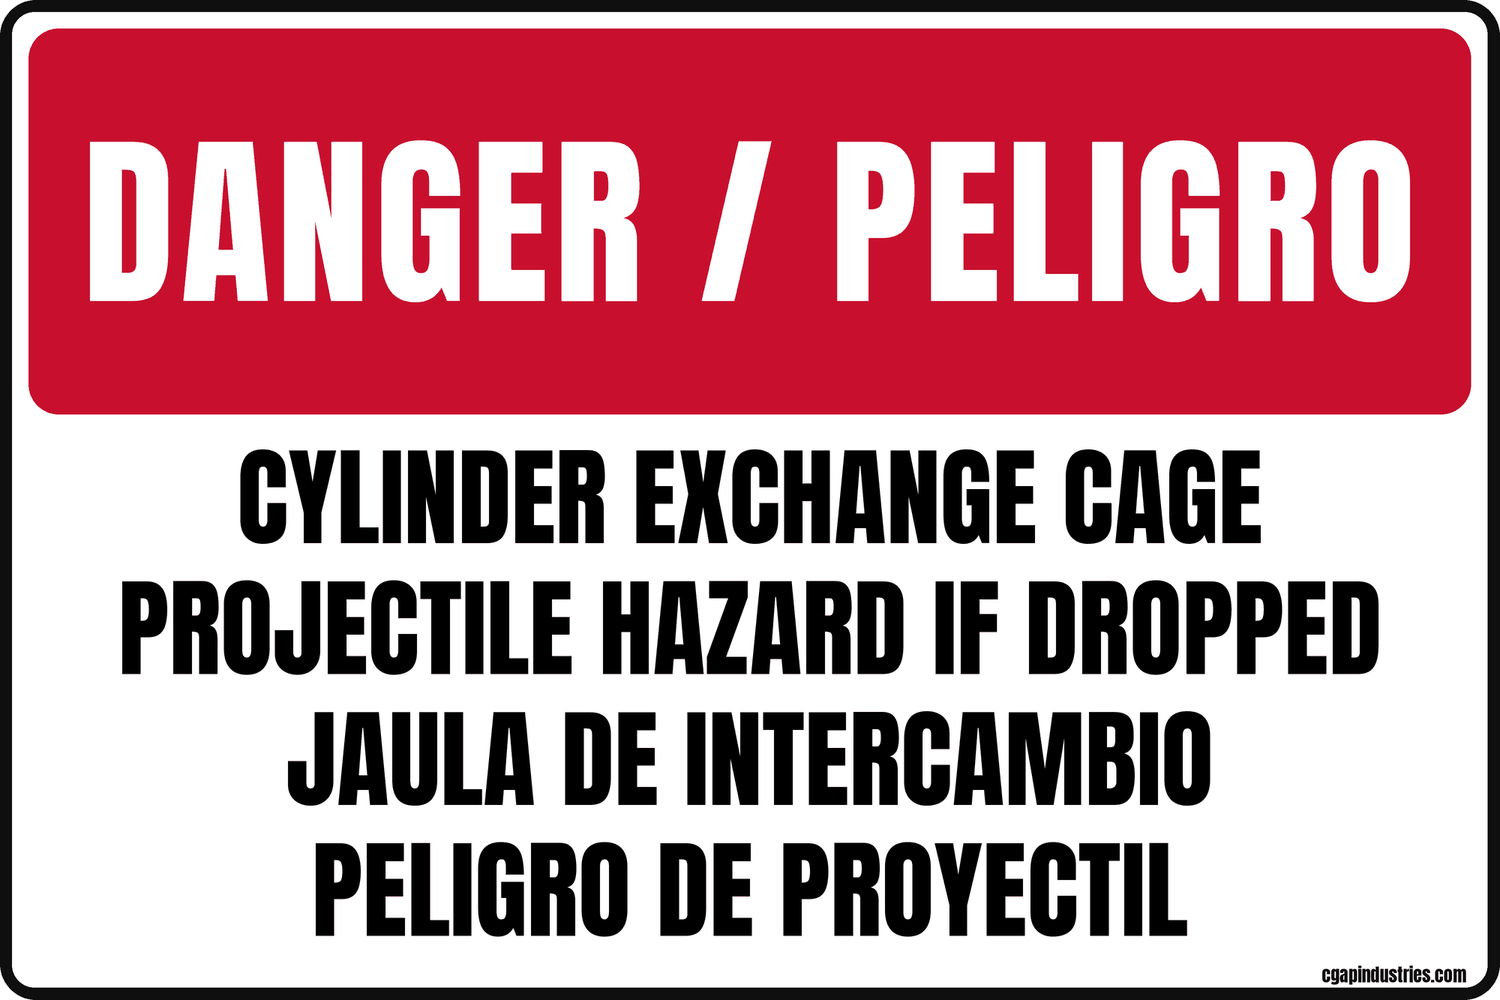 DANGER / PELIGRO
CYLINDER EXCHANGE CAGE
PROJECTILE HAZARD IF DROPPED
JAULA DE INTERCAMBIO
PELIGRO DE PROYECTIL
cgapindustries.com